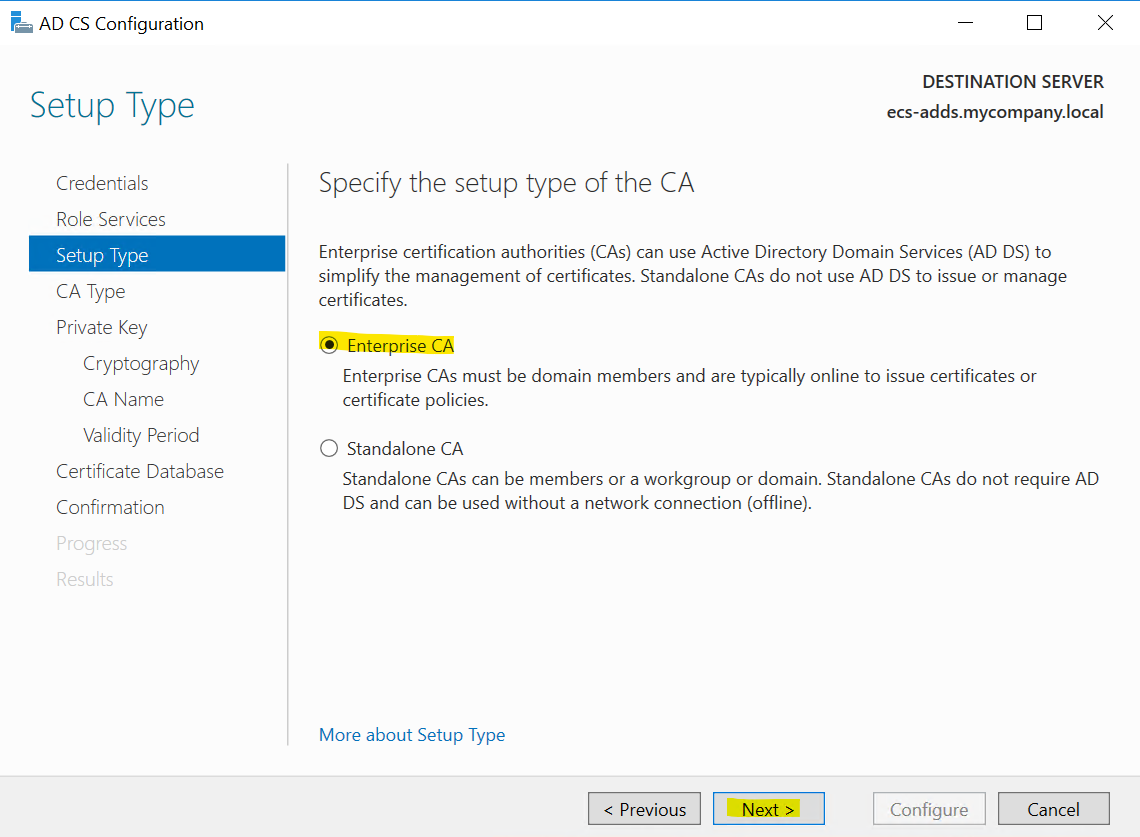 AD CS Configuration
Setup Type
DESTINATION SERVER
ecs-adds.mycompany.local
Credentials
Role Services
Setup Type
CA Type
Private Key
Cryptography
CA Name
Validity Period
Certificate Database
Confirmation
Progress
Results
Specify the setup type of the CA
Enterprise certification authorities (CAs) can use Active Directory Domain Services (AD DS) to
simplify the management of certificates. Standalone CAs do not use AD DS to issue or manage
certificates.
Enterprise CA
Enterprise CAs must be domain members and are typically online to issue certificates or
certificate policies.
Standalone CA
Standalone CAs can be members or a workgroup or domain. Standalone CAs do not require AD
DS and can be used without a network connection (offline).
More about Setup Type
< Previous
Next >
Configure
Cancel